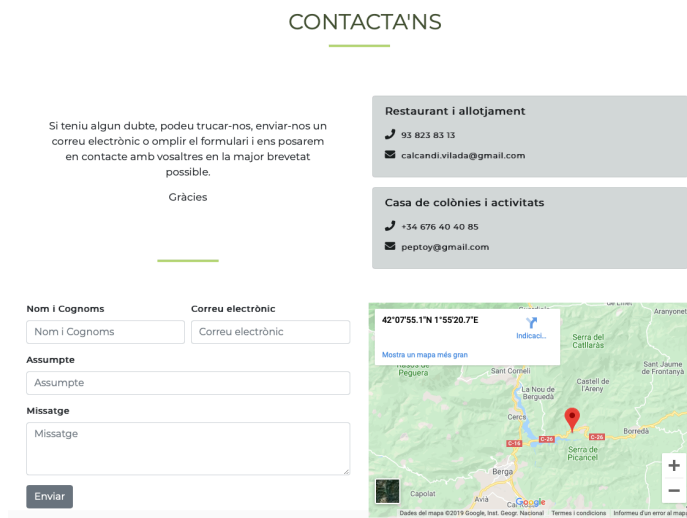 CONTACTA'NS
Si teniu algun dubte, podeu trucar-nos, enviar-nos un
correu electrònic o omplir el formulari i ens posarem
en contacte amb vosaltres en la major brevetat
possible.
Gràcies
Restaurant i allotjament
93 823 83 13
calcandi.vilada@gmail.com
Casa de colònies i activitats
+34 676 40 40 85
peptoy@gmail.com
Nom i Cognoms
Correu electrònic
Nom i Cognoms
Correu electrònic
Assumpte
Assumpte
Missatge
Missatge
Enviar
42°07'55.1"N 1°55'20.7"E
Indicaci...
Mostra un mapa més gran
Aranyonet
Serra del
Catllaràs
Sant Jaume
de Frontanyà
Peguera
Sant Corneli
Castell de
l'Areny
La Nou de
Berguedà
Cercs
Borredà
C-16
C-26
C-26
Serra de
Picancel
Berga
Capolat
Avià
Google
Dades del mapa ©2019 Google, Inst. Geogr. Nacional
Termes i condicions
Informeu d'un error al mapa